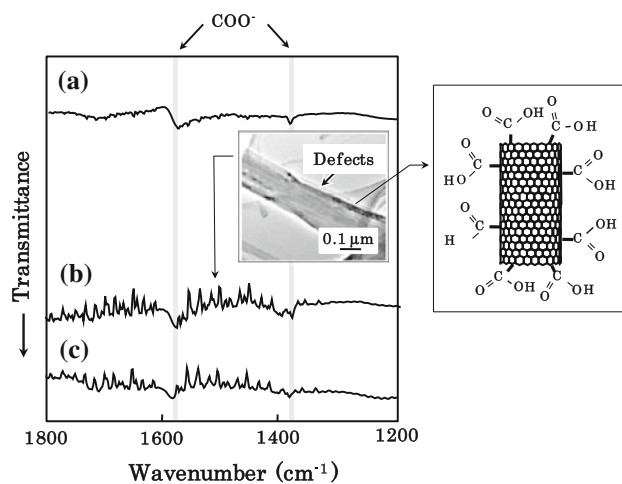 COO-
(a)
Defects
0.1 µm
(b)
(c)
Transmittance
1800
1600
1400
1200
Wavenumber (cm-1)
O
C
OH
O
C
OH
O
C
HO
O
C
OH
O
C
H
OH
C
O
O
C
OH
C
O
OH